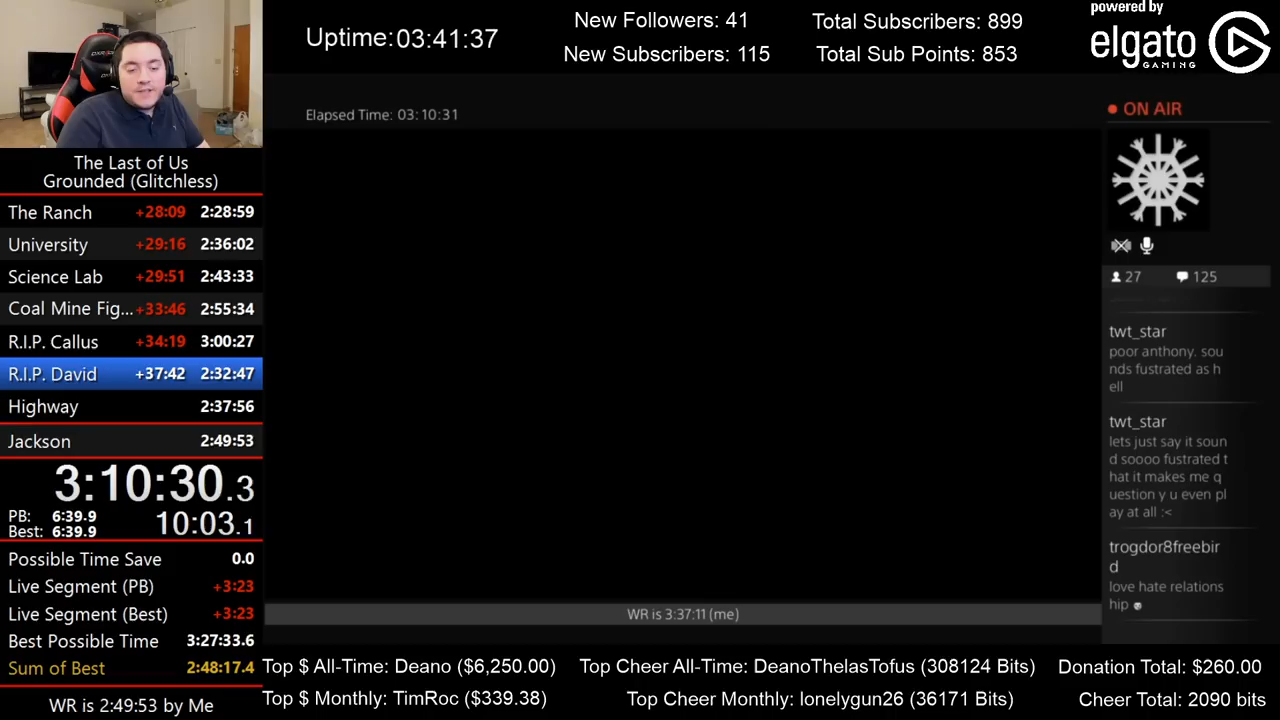 Uptime: 03:41:37
New Followers: 41
Total Subscribers: 899
New Subscribers: 115
Total Sub Points: 853
powered by
elgato
GAMING
Elapsed Time: 03:10:31
ON AIR
27
125
twt_star
poor anthony. sou
nds fustrated as h
ell
twt_star
lets just say it soun
d soooo fustrated t
hat it makes me q
uestion y u even pl
ay at all :<
trogdor8freebir
d
love hate relations
hip
The Last of Us
Grounded (Glitchless)
The Ranch +28:09 2:28:59
University +29:16 2:36:02
Science Lab +29:51 2:43:33
Coal Mine Fig... +33:46 2:55:34
R.I.P. Callus +34:19 3:00:27
R.I.P. David +37:42 2:32:47
Highway 2:37:56
Jackson 2:49:53
3:10:30.3
PB: 6:39.9
Best: 6:39.9
10:03.1
Possible Time Save 0.0
Live Segment (PB) +3:23
Live Segment (Best) +3:23
Best Possible Time 3:27:33.6
Sum of Best 2:48:17.4
WR is 2:49:53 by Me
WR is 3:37:11 (me)
Top $ All-Time: Deano ($6,250.00)
Top Cheer All-Time: DeanoThelasTofus (308124 Bits)
Donation Total: $260.00
Top $ Monthly: TimRoc ($339.38)
Top Cheer Monthly: lonelygun26 (36171 Bits)
Cheer Total: 2090 bits